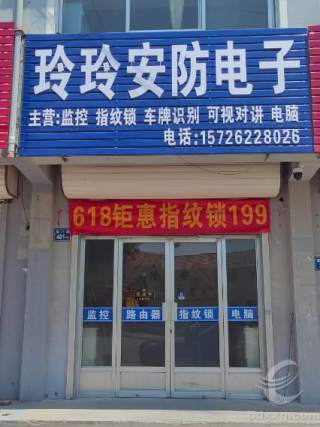 玲玲安防电子
主营:监控 指纹锁 车牌识别 可视对讲 电脑
电话:15726228026
618钜惠指纹锁199
监控 路由器 指纹锁 电脑